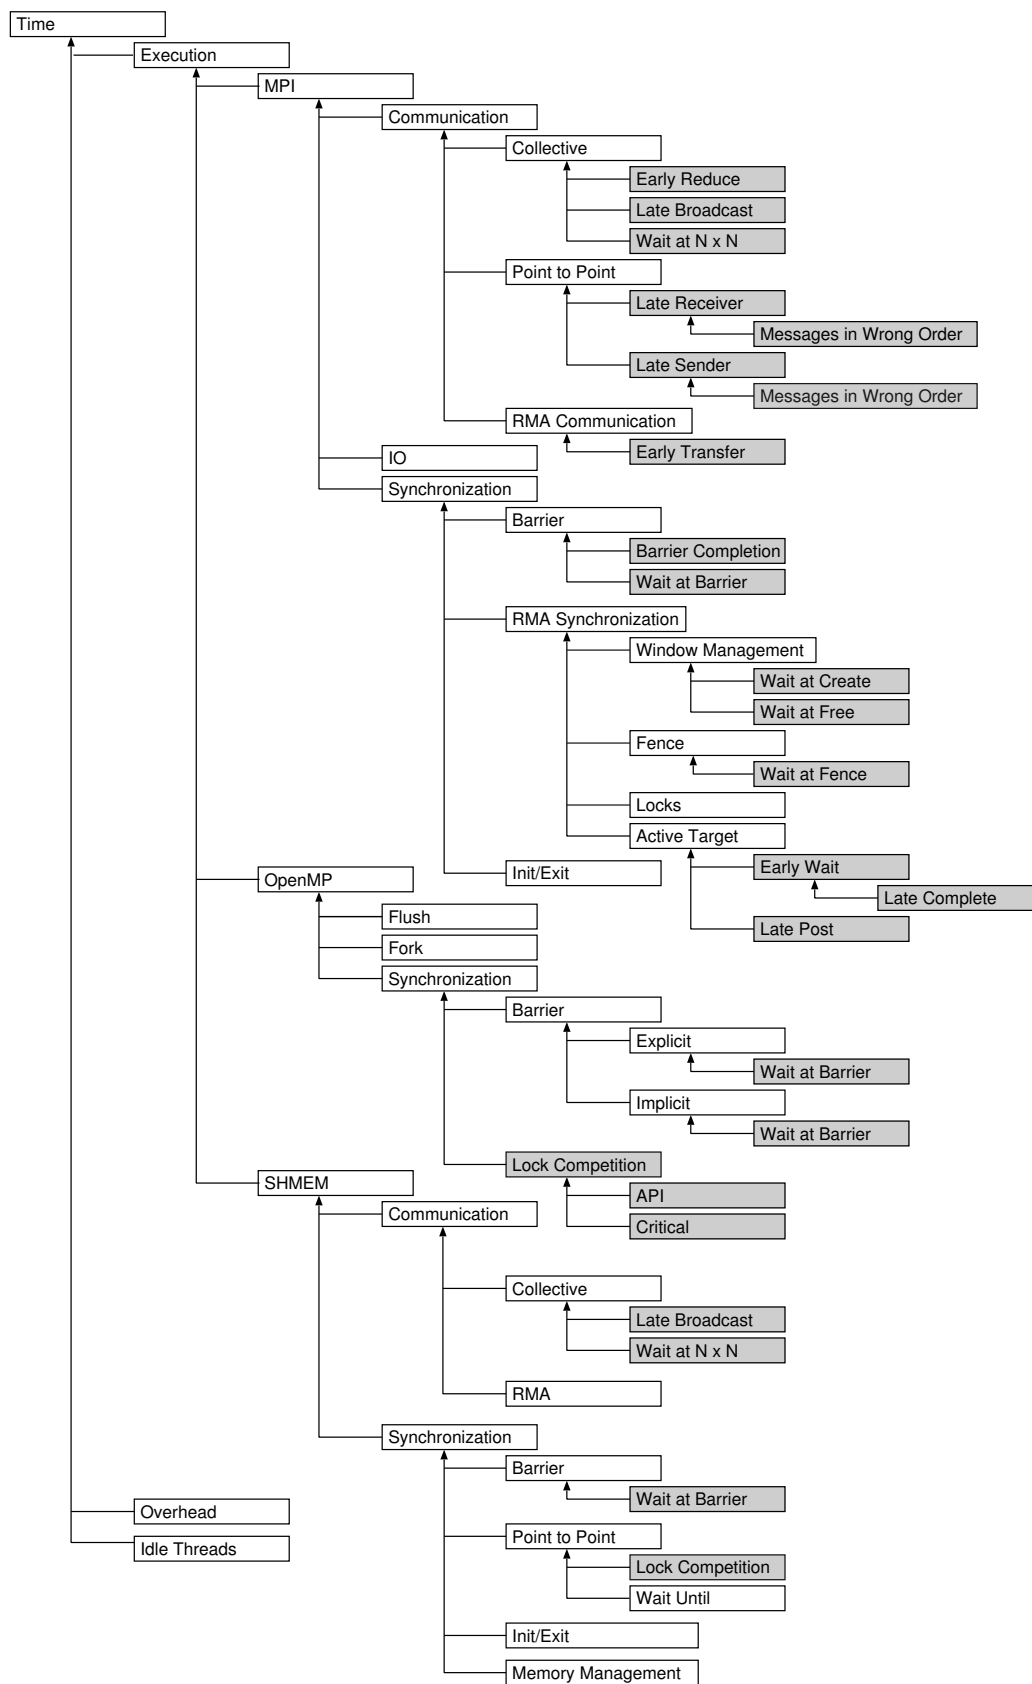 Time
Execution
MPI
Communication
Collective
Early Reduce
Late Broadcast
Wait at N x N
Point to Point
Late Receiver
Messages in Wrong Order
Late Sender
Messages in Wrong Order
RMA Communication
Early Transfer
IO
Synchronization
Barrier
Barrier Completion
Wait at Barrier
RMA Synchronization
Window Management
Wait at Create
Wait at Free
Fence
Wait at Fence
Locks
Active Target
Early Wait
Late Complete
Late Post
Init/Exit
OpenMP
Flush
Fork
Synchronization
Barrier
Explicit
Wait at Barrier
Implicit
Wait at Barrier
Lock Competition
API
Critical
SHMEM
Communication
Collective
Late Broadcast
Wait at N x N
RMA
Synchronization
Barrier
Wait at Barrier
Point to Point
Lock Competition
Wait Until
Init/Exit
Memory Management
Overhead
Idle Threads